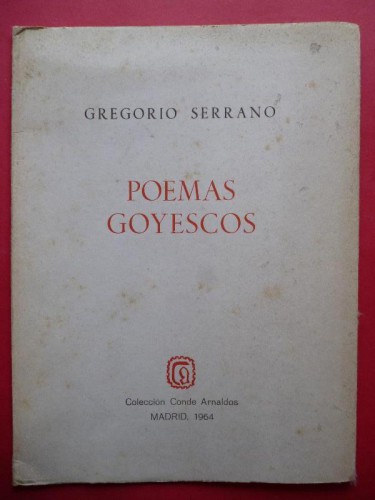 GREGORIO SERRANO
POEMAS
GOYESCOS
Colección Conde Arnaldos
MADRID, 1964